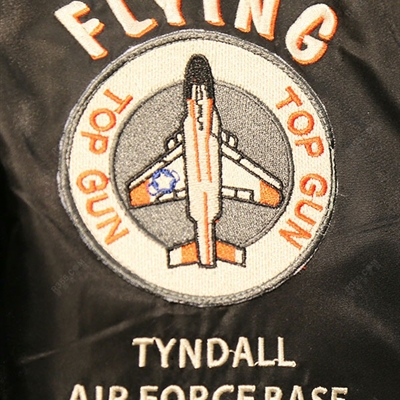 FLYING
TOP GUN
TOP GUN
TYNDALL
AIR FORCE BASE